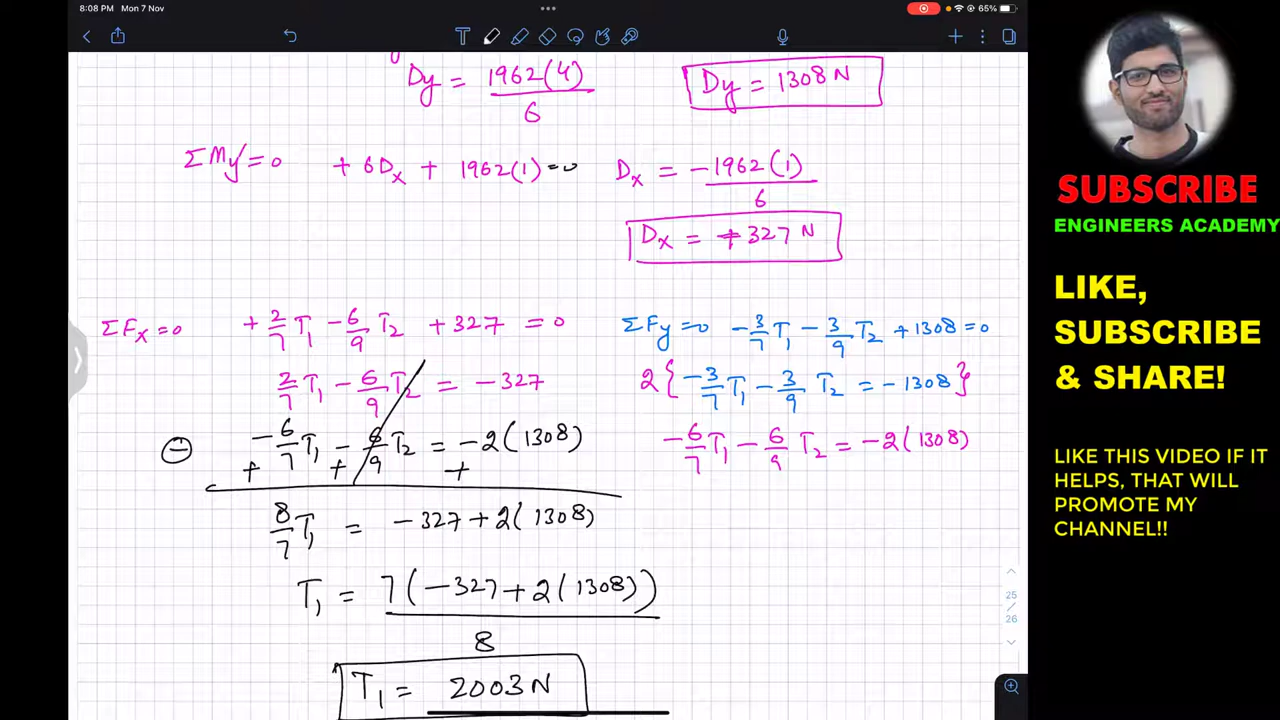 8:08 PM Mon 7 Nov
65%
Dy = 1962(4) / 6
Dy = 1308 N
ΣMy = 0 + 6Dx + 1962(1) = 0 Dx = -1962(1) / 6
Dx = +327 N
ΣFx = 0 + 2/7 T1 - 6/9 T2 + 327 = 0
2/7 T1 - 6/9 T2 = -327
- -6/7 T1 - 6/9 T2 = -2(1308)
+ + +
8/7 T1 = -327 + 2(1308)
T1 = 7(-327 + 2(1308)) / 8
T1 = 2003 N
ΣFy = 0 -3/7 T1 - 3/9 T2 + 1308 = 0
2{ -3/7 T1 - 3/9 T2 = -1308 }
-6/7 T1 - 6/9 T2 = -2(1308)
25
/
26
SUBSCRIBE
ENGINEERS ACADEMY
LIKE,
SUBSCRIBE
& SHARE!
LIKE THIS VIDEO IF IT
HELPS, THAT WILL
PROMOTE MY
CHANNEL!!